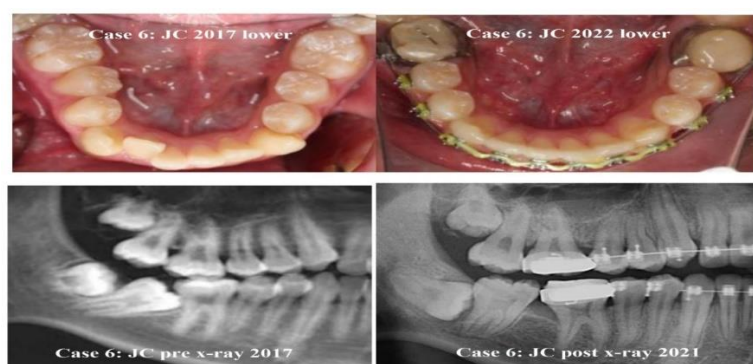 Case 6: JC 2017 lower
Case 6: JC 2022 lower
Case 6: JC pre x-ray 2017
Case 6: JC post x-ray 2021